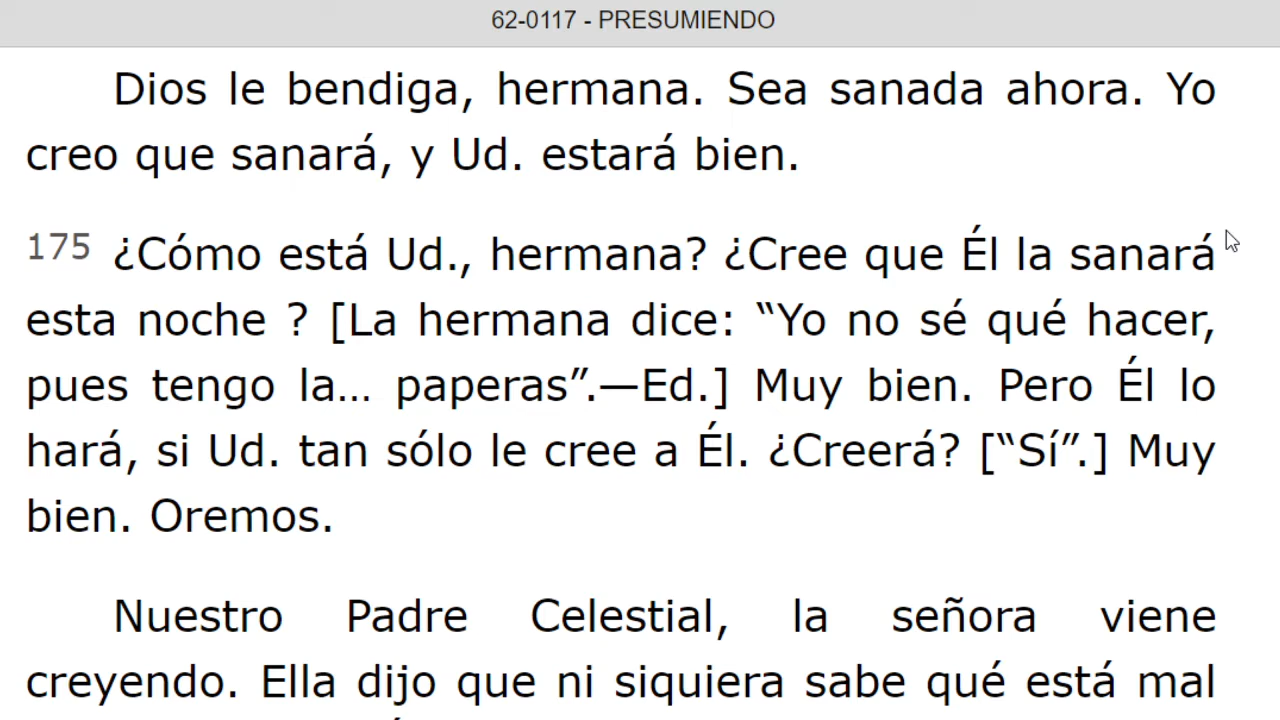 62-0117 - PRESUMIENDO
Dios le bendiga, hermana. Sea sanada ahora. Yo
creo que sanará, y Ud. estará bien.
175 ¿Cómo está Ud., hermana? ¿Cree que Él la sanará
esta noche ? [La hermana dice: “Yo no sé qué hacer,
pues tengo la… paperas”.—Ed.] Muy bien. Pero Él lo
hará, si Ud. tan sólo le cree a Él. ¿Creerá? [“Sí”.] Muy
bien. Oremos.
Nuestro Padre Celestial, la señora viene
creyendo. Ella dijo que ni siquiera sabe qué está mal